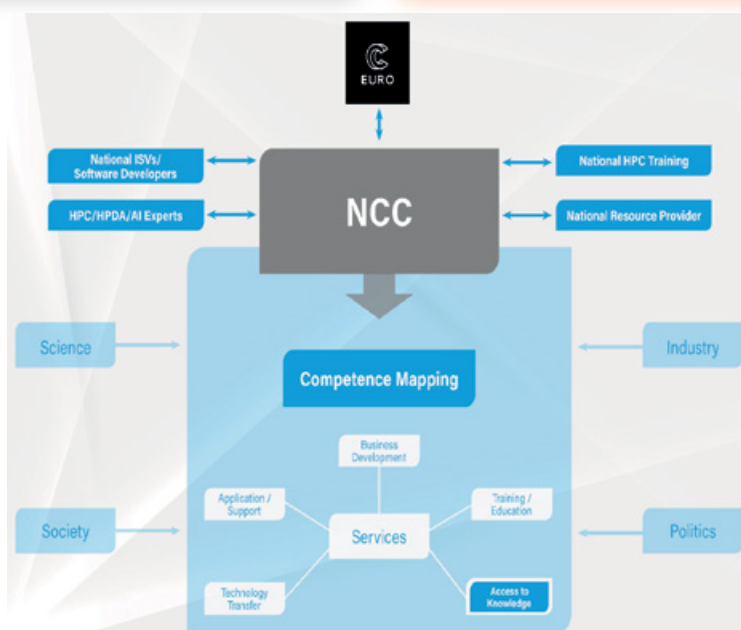 EURO
National ISVs/
Software Developers
National HPC Training
HPC/HPDA/AI Experts
NCC
National Resource Provider
Science
Industry
Competence Mapping
Business
Development
Application /
Support
Training /
Education
Society
Services
Politics
Technology
Transfer
Access to
Knowledge